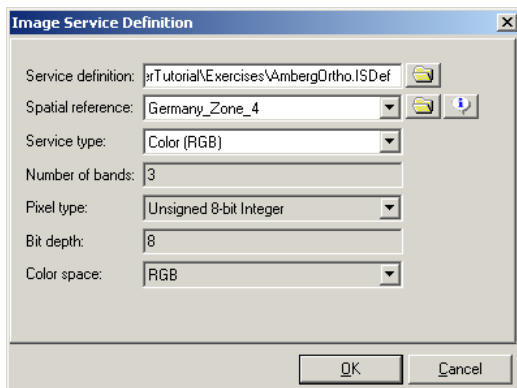 Image Service Definition
Service definition: erTutorial\Exercises\AmbergOrtho.ISDef
Spatial reference: Germany_Zone_4
Service type: Color (RGB)
Number of bands: 3
Pixel type: Unsigned 8-bit Integer
Bit depth: 8
Color space: RGB
OK Cancel